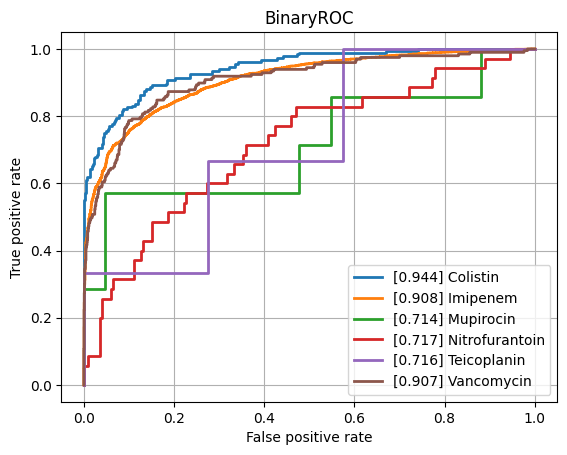 BinaryROC
True positive rate
1.0
0.8
0.6
0.4
0.2
0.0
[0.944] Colistin
[0.908] Imipenem
[0.714] Mupirocin
[0.717] Nitrofurantoin
[0.716] Teicoplanin
[0.907] Vancomycin
0.0 0.2 0.4 0.6 0.8 1.0
False positive rate